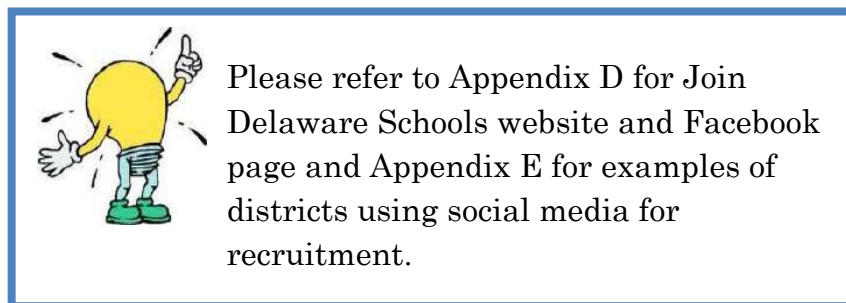 Please refer to Appendix D for Join
Delaware Schools website and Facebook
page and Appendix E for examples of
districts using social media for
recruitment.